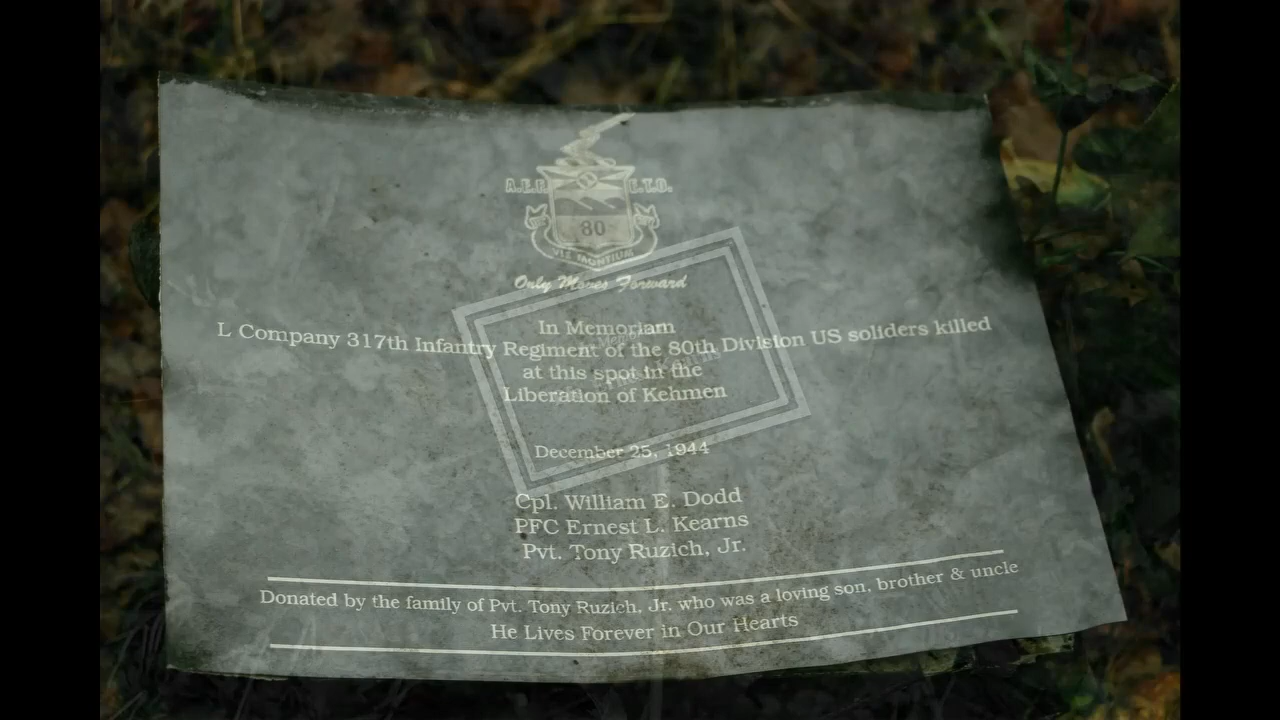 A.E.F. E.T.O.
80
VIS MONTIUM
Only Moves Forward
In Memoriam
L Company 317th Infantry Regiment of the 80th Division US soliders killed
at this spot in the
Liberation of Kehmen
December 25, 1944
Cpl. William E. Dodd
PFC Ernest L. Kearns
Pvt. Tony Ruzich, Jr.
Donated by the family of Pvt. Tony Ruzich, Jr. who was a loving son, brother & uncle
He Lives Forever in Our Hearts